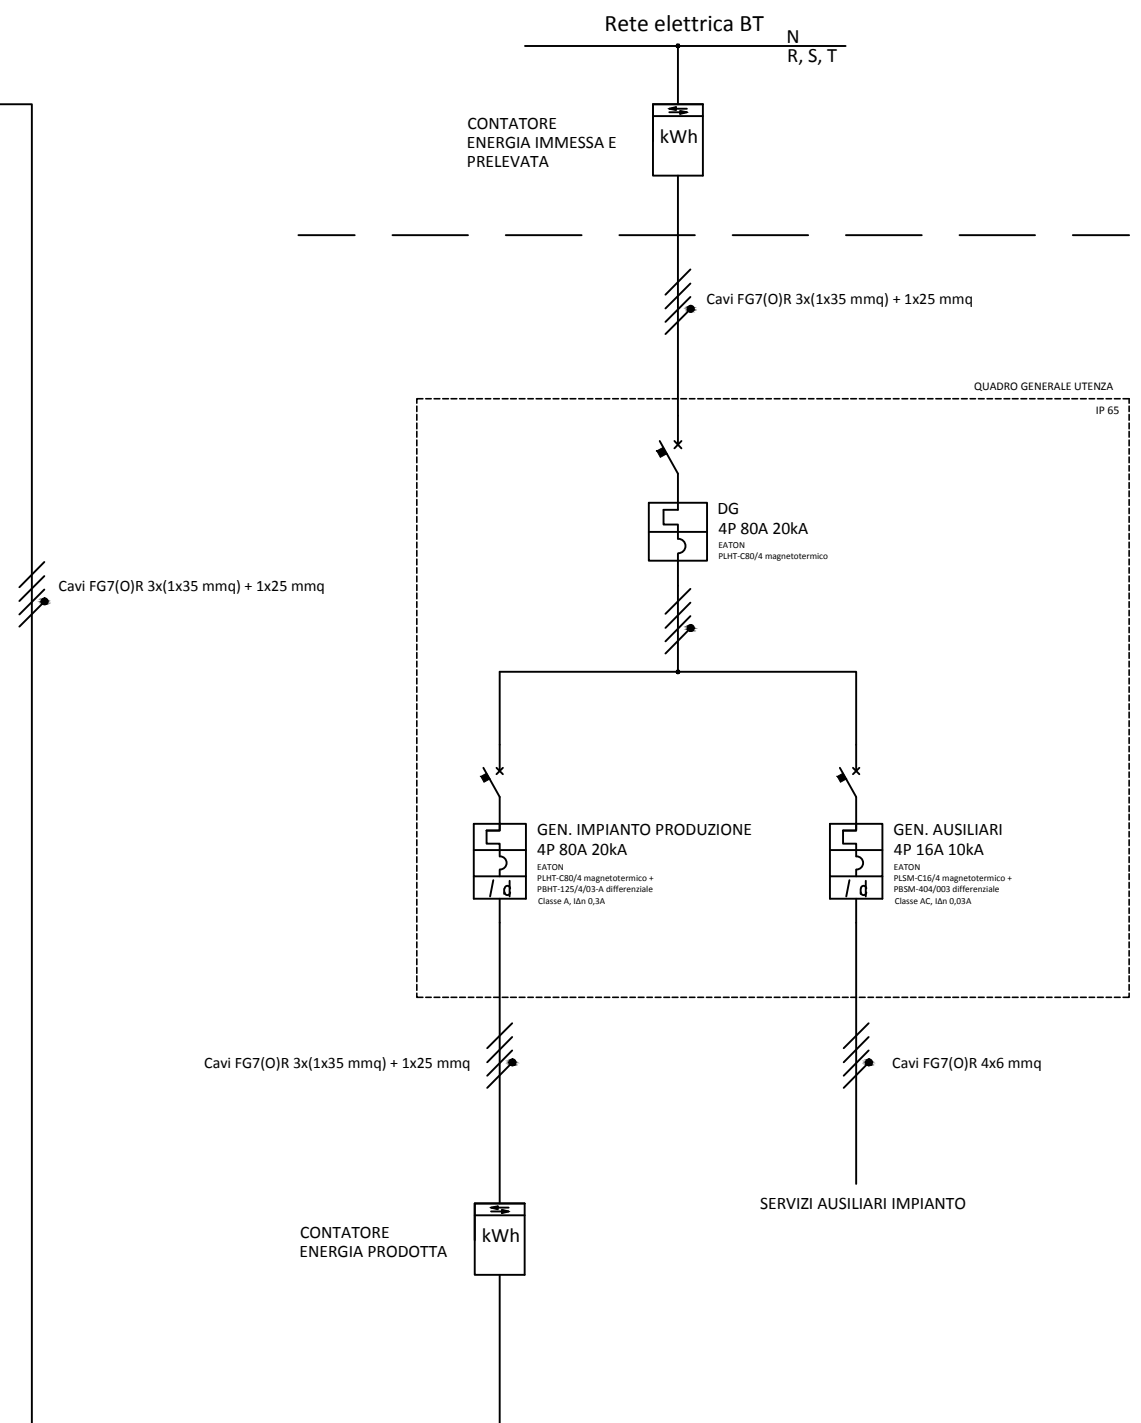 Rete elettrica BT
N
R, S, T
CONTATORE
ENERGIA IMMESSA E
PRELEVATA
kWh
Cavi FG7(O)R 3x(1x35 mmq) + 1x25 mmq
QUADRO GENERALE UTENZA
IP 65
DG
4P 80A 20kA
EATON
PLHT-C80/4 magnetotermico
Cavi FG7(O)R 3x(1x35 mmq) + 1x25 mmq
GEN. IMPIANTO PRODUZIONE
4P 80A 20kA
EATON
PLHT-C80/4 magnetotermico +
PBHT-125/4/03-A differenziale
Classe A, IΔn 0,3A
I d
GEN. AUSILIARI
4P 16A 10kA
EATON
PLSM-C16/4 magnetotermico +
PBSM-404/003 differenziale
Classe AC, IΔn 0,03A
I d
Cavi FG7(O)R 3x(1x35 mmq) + 1x25 mmq
Cavi FG7(O)R 4x6 mmq
SERVIZI AUSILIARI IMPIANTO
CONTATORE
ENERGIA PRODOTTA
kWh